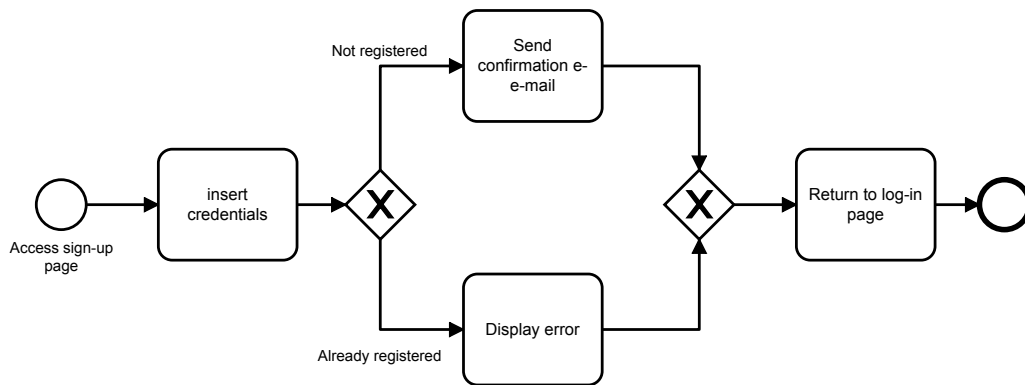 Access sign-up
page
insert
credentials
X
Not registered
Already registered
Send
confirmation e-
e-mail
Display error
X
Return to log-in
page